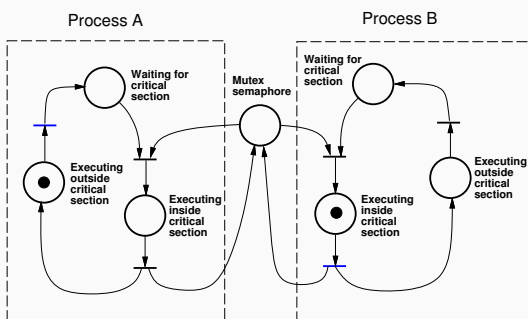 Process A
Process B
Waiting for
critical
section
Mutex
semaphore
Waiting for
critical
section
Executing
outside
critical
section
Executing
inside
critical
section
Executing
inside
critical
section
Executing
outside
critical
section